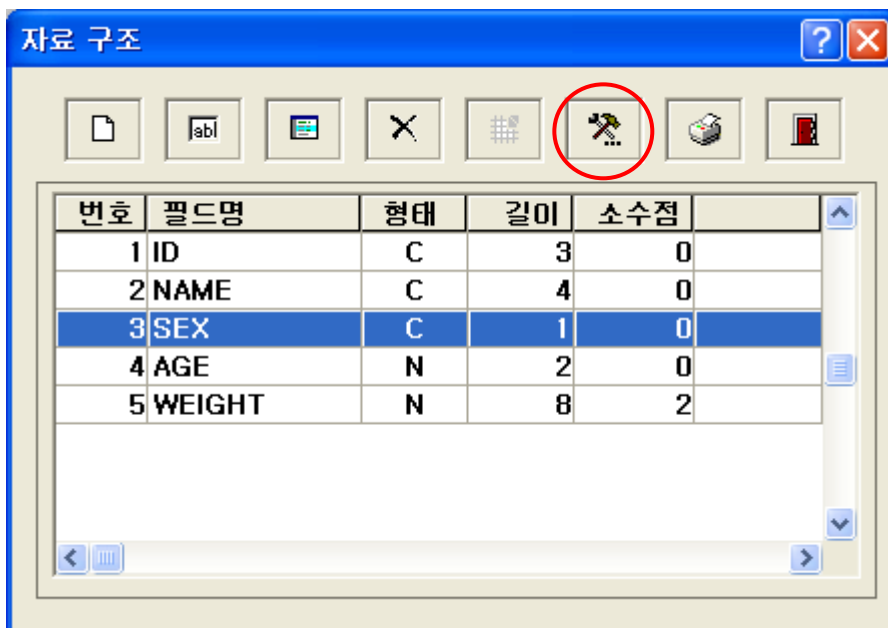 자료 구조
abl
번호 필드명 형태 길이 소수점
1 ID C 3 0
2 NAME C 4 0
3 SEX C 1 0
4 AGE N 2 0
5 WEIGHT N 8 2